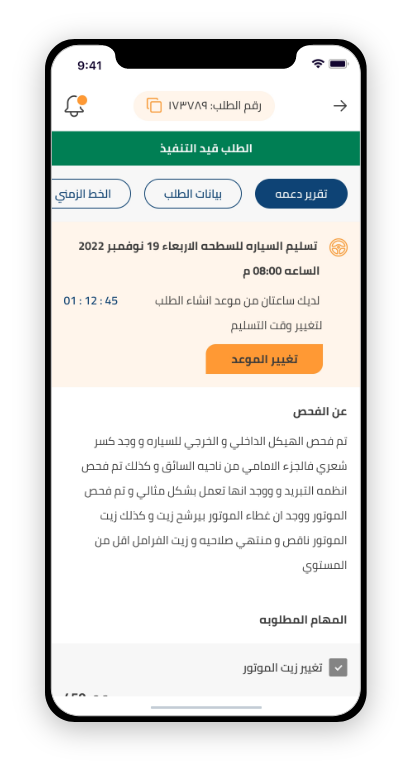 9:41
رقم الطلب: ١٧٣٧٨٩
الطلب قيد التنفيذ
تقرير دعمه
بيانات الطلب
الخط الزمني
تسليم السياره للسطحه الاربعاء 19 نوفمبر 2022
الساعه 08:00 م
لديك ساعتان من موعد انشاء الطلب
01 : 12 : 45
لتغيير وقت التسليم
تغيير الموعد
عن الفحص
تم فحص الهيكل الداخلي و الخرجي للسياره و وجد كسر
شعري فالجزء الامامي من ناحيه السائق و كذلك تم فحص
انظمه التبريد و ووجد انها تعمل بشكل مثالي و تم فحص
الموتور ووجد ان غطاء الموتور بيرشح زيت و كذلك زيت
الموتور ناقص و منتهي صلاحيه و زيت الفرامل اقل من
المستوي
المهام المطلوبه
تغيير زيت الموتور